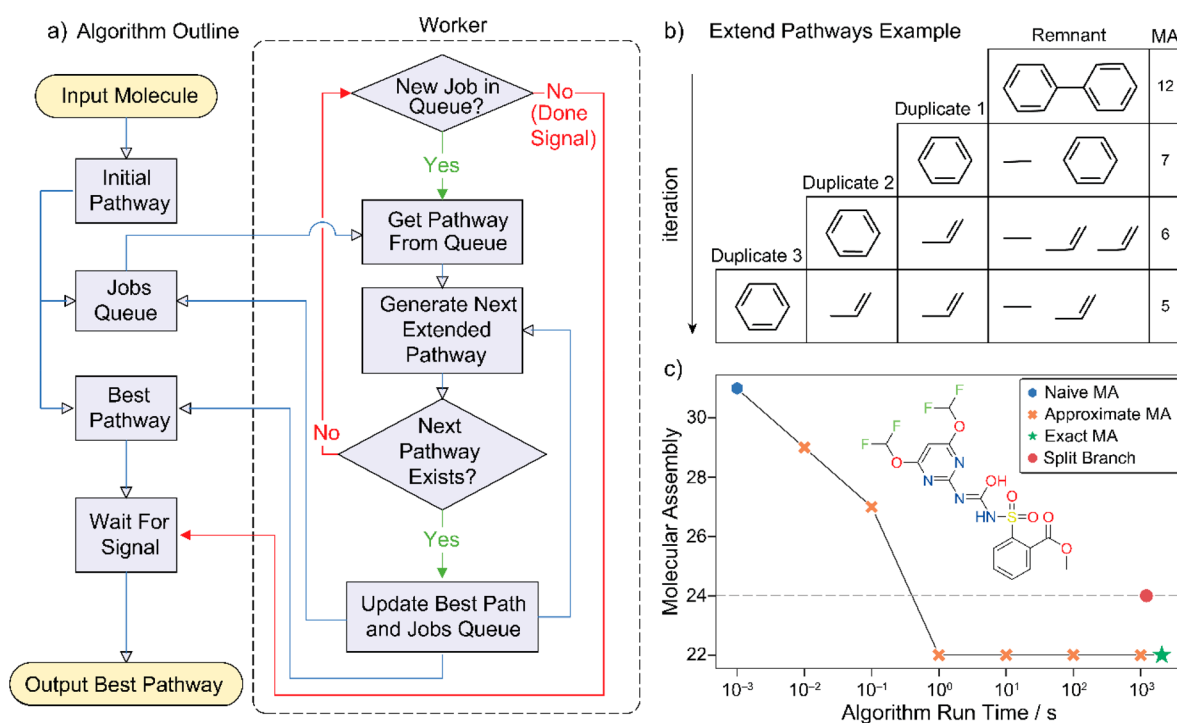 a) Algorithm Outline
Worker
Input Molecule
Initial
Pathway
Jobs
Queue
Best
Pathway
Wait For
Signal
Output Best Pathway
New Job in
Queue?
No
(Done
Signal)
Yes
Get Pathway
From Queue
Generate Next
Extended
Pathway
Next
Pathway
Exists?
No
Yes
Update Best Path
and Jobs Queue
b) Extend Pathways Example
Remnant
MA
12
Duplicate 1
7
Duplicate 2
6
Duplicate 3
5
iteration
c)
Naive MA
Approximate MA
Exact MA
Split Branch
F
F
F
F
O
O
N
N
N
OH
HN
S
O
O
O
O
Molecular Assembly
30
28
26
24
22
10⁻³ 10⁻² 10⁻¹ 10⁰ 10¹ 10² 10³
Algorithm Run Time / s